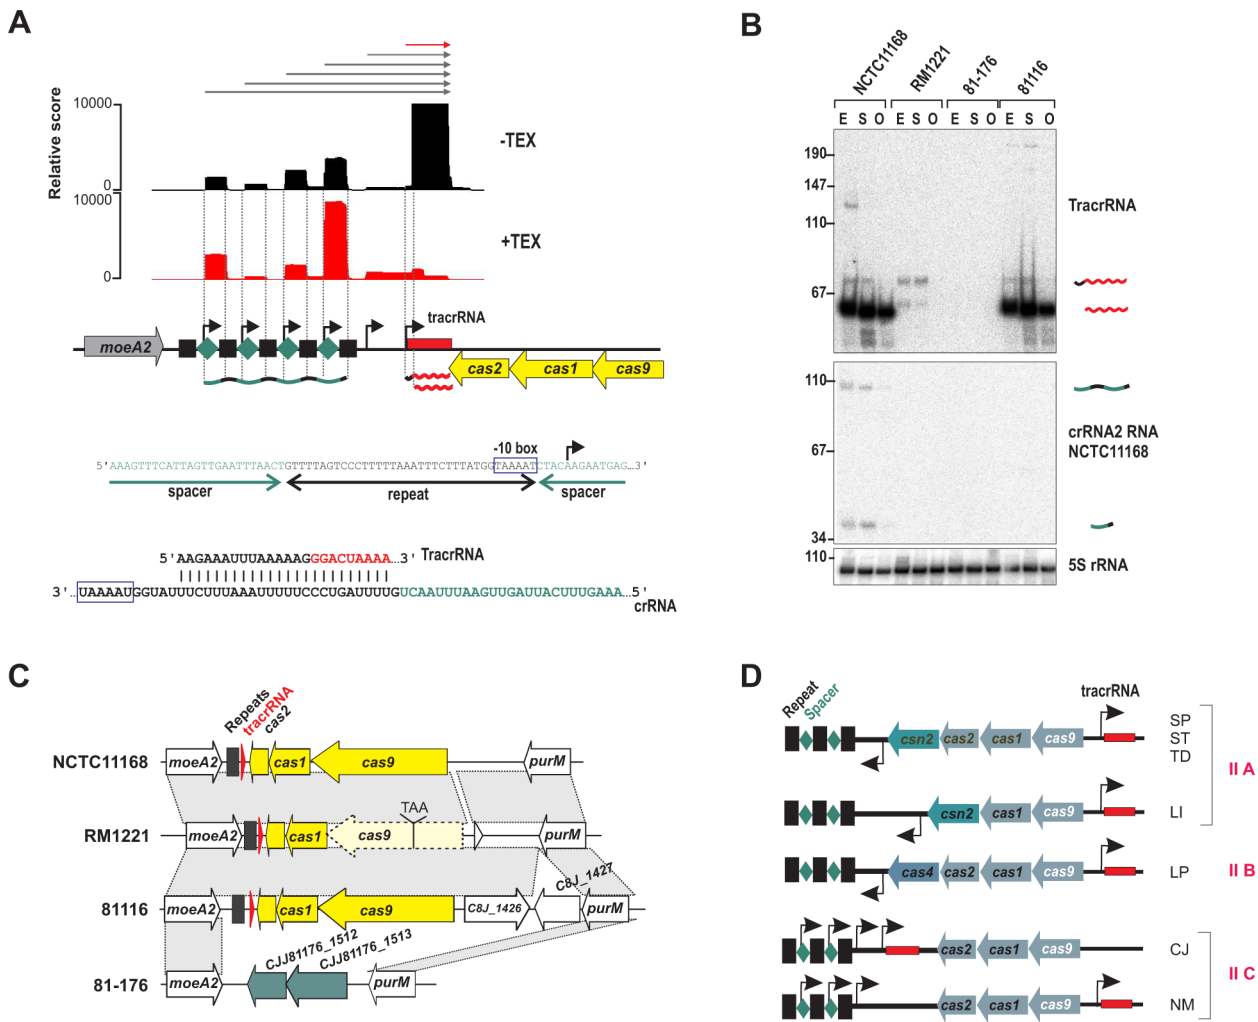 A
Relative score
10000
0
-TEX
10000
0
+TEX
tracrRNA
moeA2
cas2
cas1
cas9
-10 box
5'AAAGTTTCATTAGTTGAATTTAACTGTTTTAGTCCCTTTTTAAATTTCTTTATGGTAAAATCTACAAGAATGAG...3'
spacer
repeat
spacer
5'AAGAAAUUUAAAAAGGGACUAAAA...3' TracrRNA
3'...UAAAAUGGUAUUUCUUUAAAUUUUUCCCUGAUUUUGUCAAUUUAAGUUGAUUACUUUGAAA...5'
crRNA
B
NCTC11168
RM1221
81-176
81116
E S O E S O E S O E S O
190
147
110
67
TracrRNA
110
67
34
crRNA2 RNA
NCTC11168
110
5S rRNA
C
Repeats
tracrRNA
cas2
NCTC11168
moeA2
cas1
cas9
purM
TAA
RM1221
moeA2
cas1
cas9
purM
C8J_1427
81116
moeA2
cas1
cas9
C8J_1426
purM
CJJ81176_1512
CJJ81176_1513
81-176
moeA2
purM
D
Repeat
Spacer
tracrRNA
csn2
cas2
cas1
cas9
SP
ST
TD
II A
csn2
cas1
cas9
LI
cas4
cas2
cas1
cas9
LP
II B
cas2
cas1
cas9
CJ
II C
cas2
cas1
cas9
NM